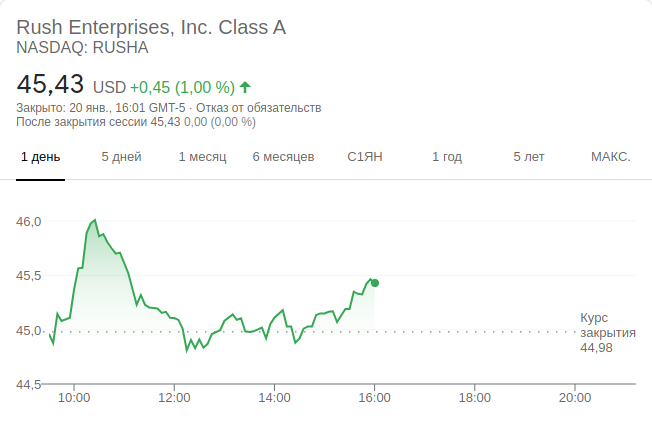 Rush Enterprises, Inc. Class A
NASDAQ: RUSHA
45,43 USD +0,45 (1,00 %)
Закрыто: 20 янв., 16:01 GMT-5 · Отказ от обязательств
После закрытия сессии 45,43 0,00 (0,00 %)
1 день 5 дней 1 месяц 6 месяцев С1ЯН 1 год 5 лет МАКС.
46,0
45,5
45,0
44,5
Курс
закрытия
44,98
10:00 12:00 14:00 16:00 18:00 20:00